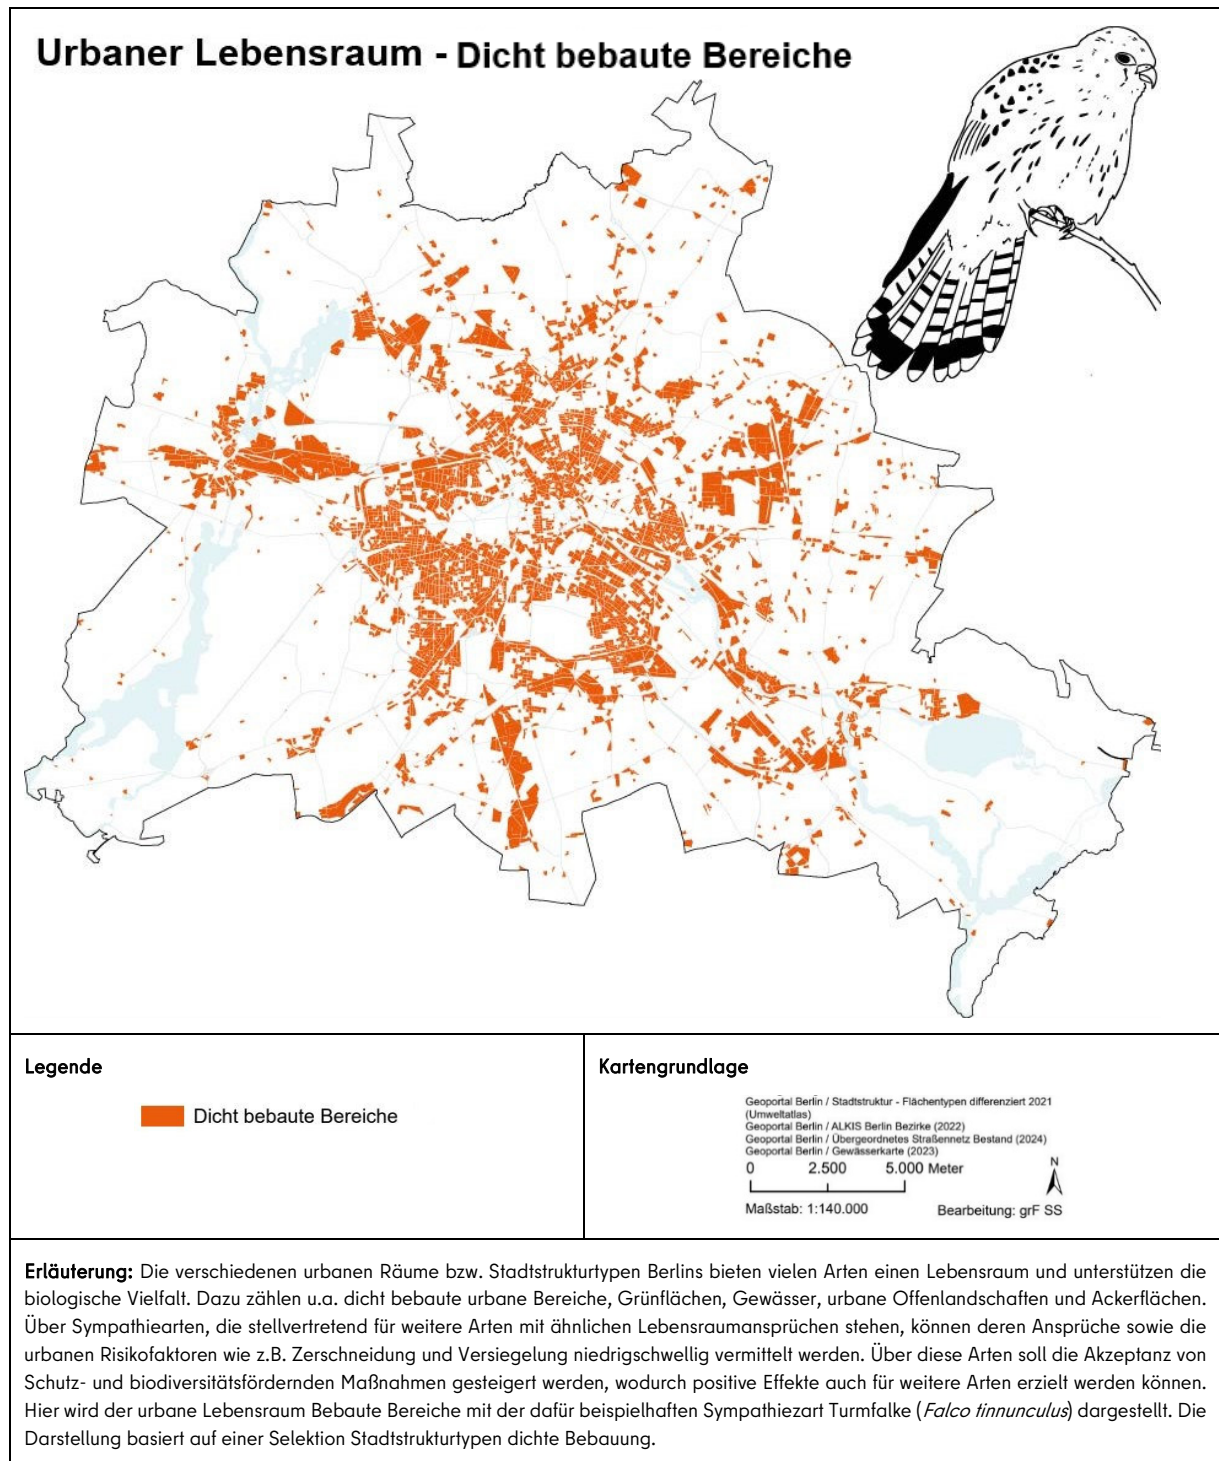 Urbaner Lebensraum - Dicht bebaute Bereiche
Legende
Dicht bebaute Bereiche
Kartengrundlage
Geoportal Berlin / Stadtstruktur - Flächentypen differenziert 2021
(Umweltatlas)
Geoportal Berlin / ALKIS Berlin Bezirke (2022)
Geoportal Berlin / Übergeordnetes Straßennetz Bestand (2024)
Geoportal Berlin / Gewässerkarte (2023)
0 2.500 5.000 Meter
N
Maßstab: 1:140.000 Bearbeitung: grF SS
Erläuterung: Die verschiedenen urbanen Räume bzw. Stadtstrukturtypen Berlins bieten vielen Arten einen Lebensraum und unterstützen die
biologische Vielfalt. Dazu zählen u.a. dicht bebaute urbane Bereiche, Grünflächen, Gewässer, urbane Offenlandschaften und Ackerflächen.
Über Sympathiearten, die stellvertretend für weitere Arten mit ähnlichen Lebensraumansprüchen stehen, können deren Ansprüche sowie die
urbanen Risikofaktoren wie z.B. Zerschneidung und Versiegelung niedrigschwellig vermittelt werden. Über diese Arten soll die Akzeptanz von
Schutz- und biodiversitätsfördernden Maßnahmen gesteigert werden, wodurch positive Effekte auch für weitere Arten erzielt werden können.
Hier wird der urbane Lebensraum Bebaute Bereiche mit der dafür beispielhaften Sympathiezart Turmfalke (Falco tinnunculus) dargestellt. Die
Darstellung basiert auf einer Selektion Stadtstrukturtypen dichte Bebauung.